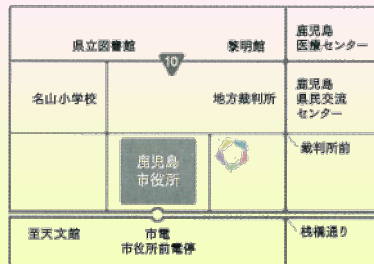 県立図書館
黎明館
鹿児島
医療センター
10
名山小学校
地方裁判所
鹿児島
県民交流
センター
鹿児島
市役所
裁判所前
至天文館
市電
市役所前電停
桟橋通り